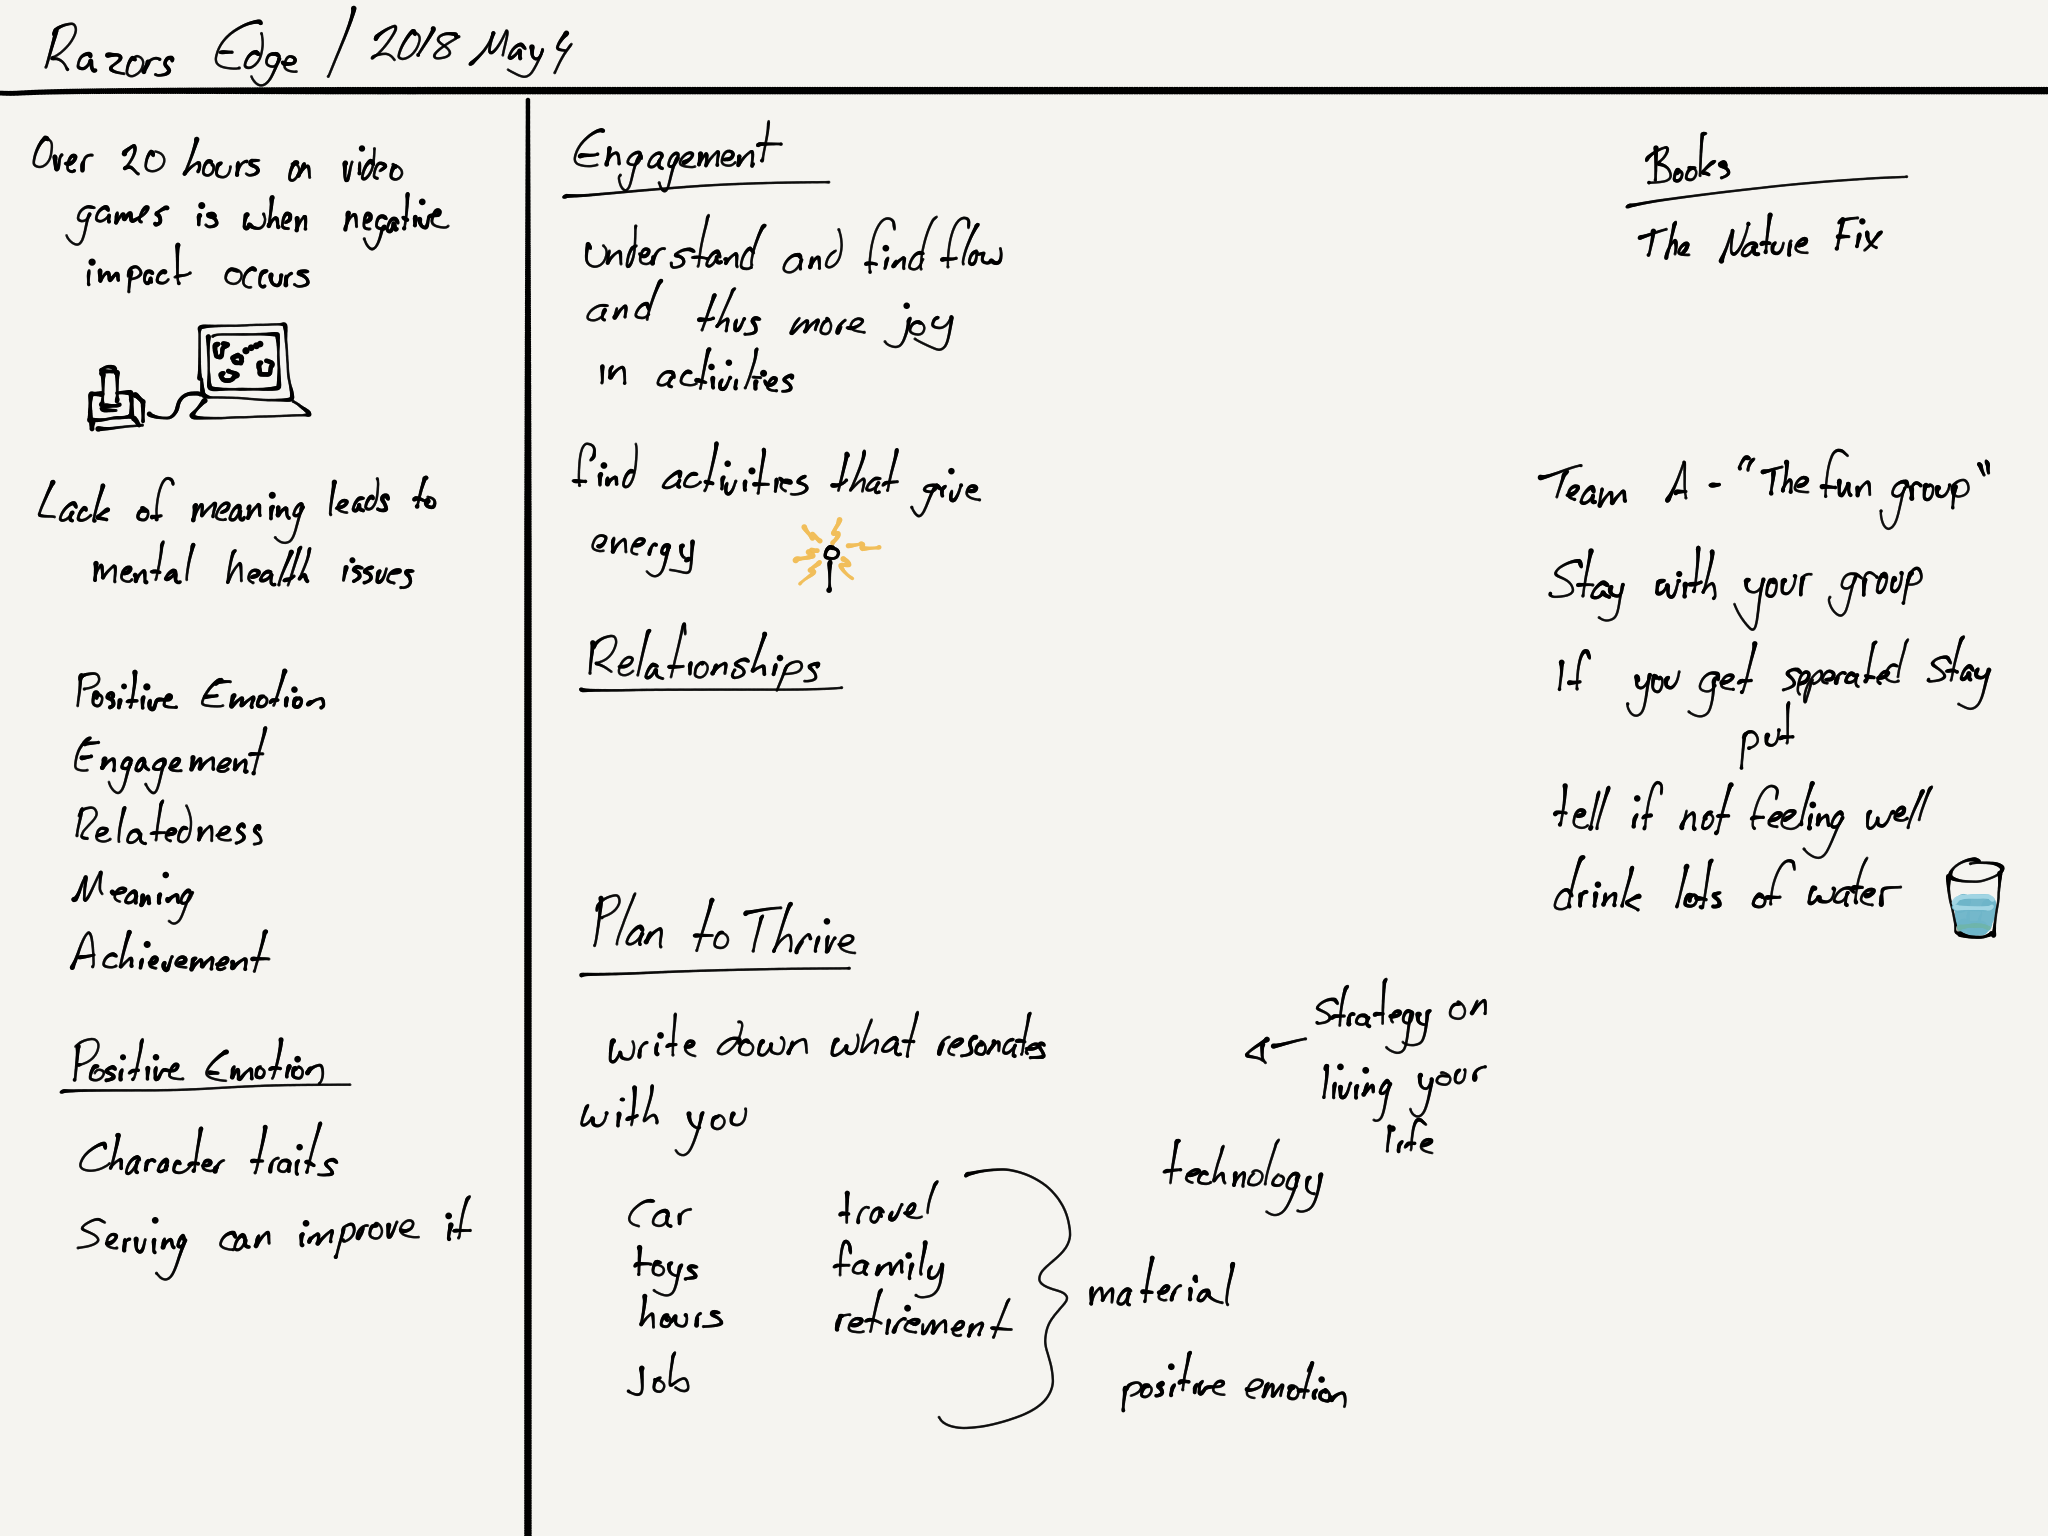 Razors Edge / 2018 May 4
Over 20 hours on video
games is when negative
impact occurs
Lack of meaning leads to
mental health issues
Positive Emotion
Engagement
Relatedness
Meaning
Achievement
Positive Emotion
Character traits
Serving can improve it
Engagement
understand and find flow
and thus more joy
in activities
find activities that give
energy
Relationships
Plan to Thrive
write down what resonates
with you
strategy on
living your
life
technology
Car
toys
hours
Job
travel
family
retirement
material
positive emotion
Books
The Nature Fix
Team A - "The fun group"
Stay with your group
If you get seperated stay
put
tell if not feeling well
drink lots of water